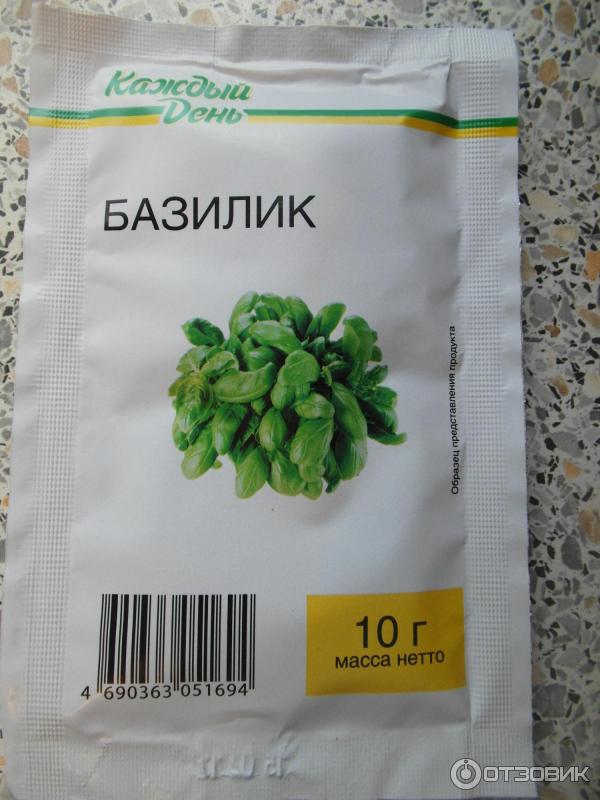 Каждый
День
БАЗИЛИК
Образец представления продукта
10 г
масса нетто
4 690363 051694
ОТЗОВИК